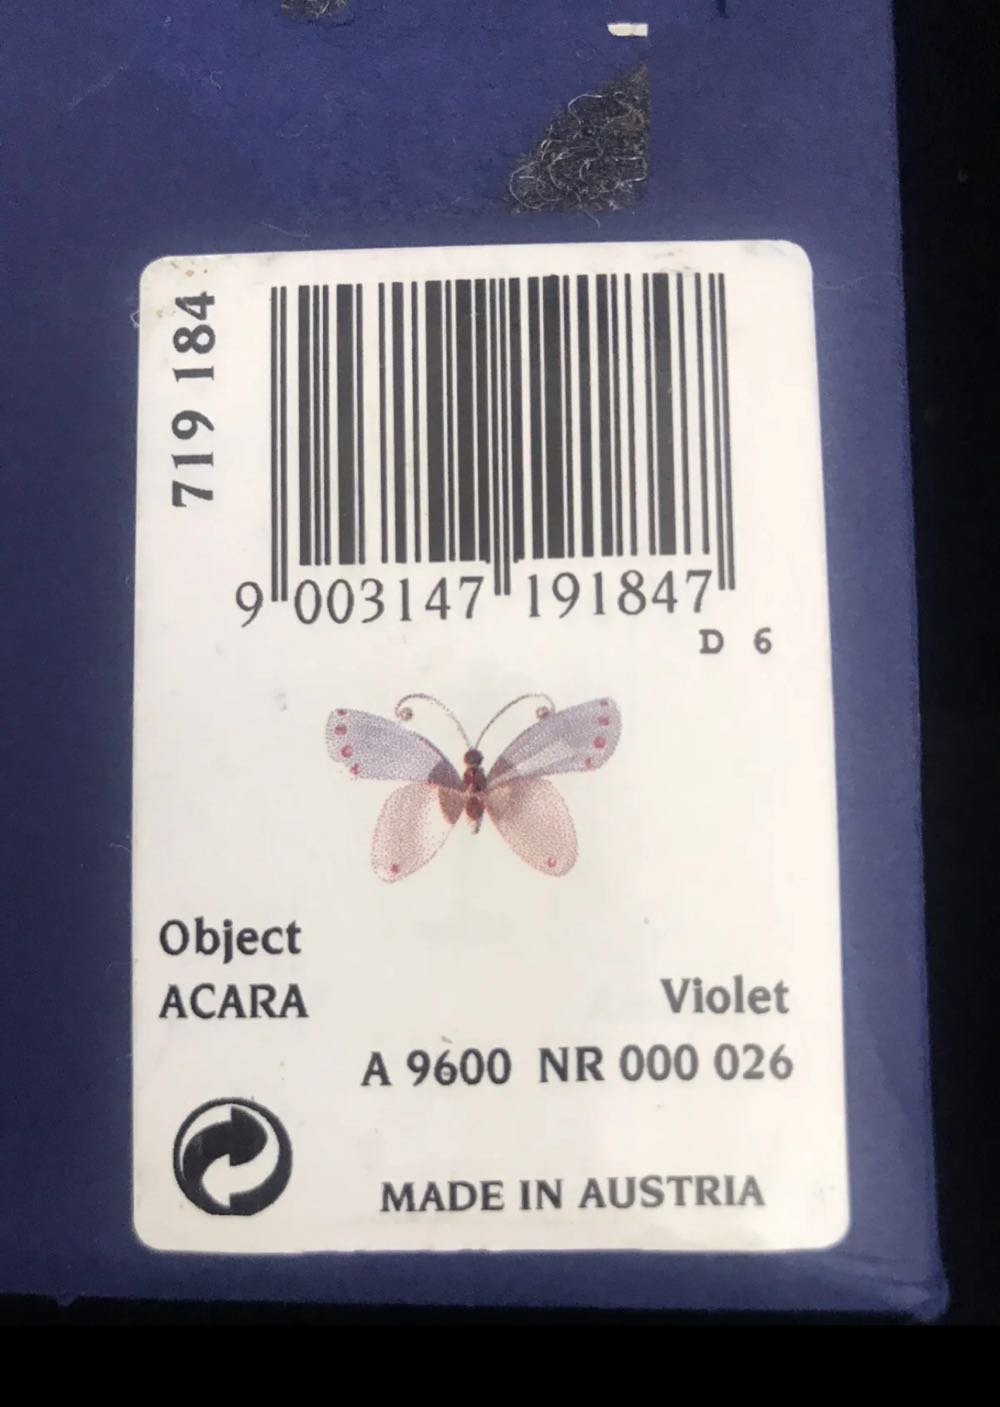 719 184
9 003147 191847
D 6
Object
ACARA
Violet
A 9600 NR 000 026
MADE IN AUSTRIA